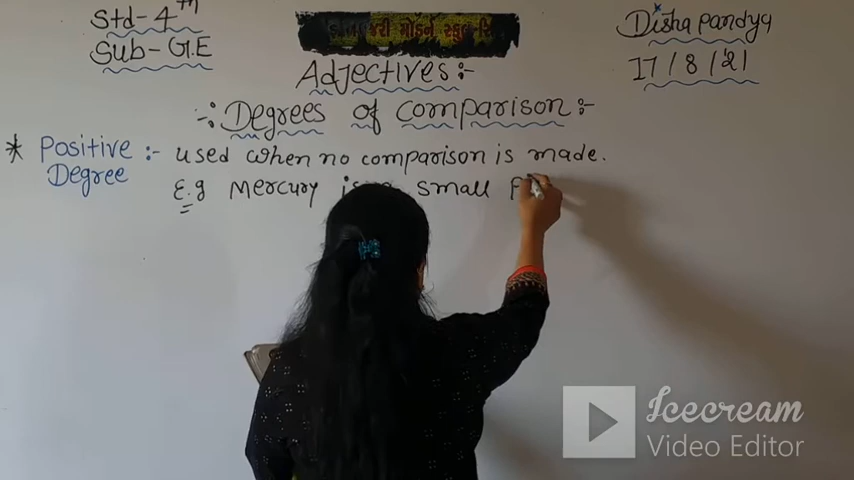 Std-4th
Sub-G.E
મોડર્ન સ્કૂલ
Disha pandya
17/8/21
Adjectives:-
-:Degrees of comparison:-
* Positive Degree:- used when no comparison is made.
E.g Mercury is small
Icecream
Video Editor